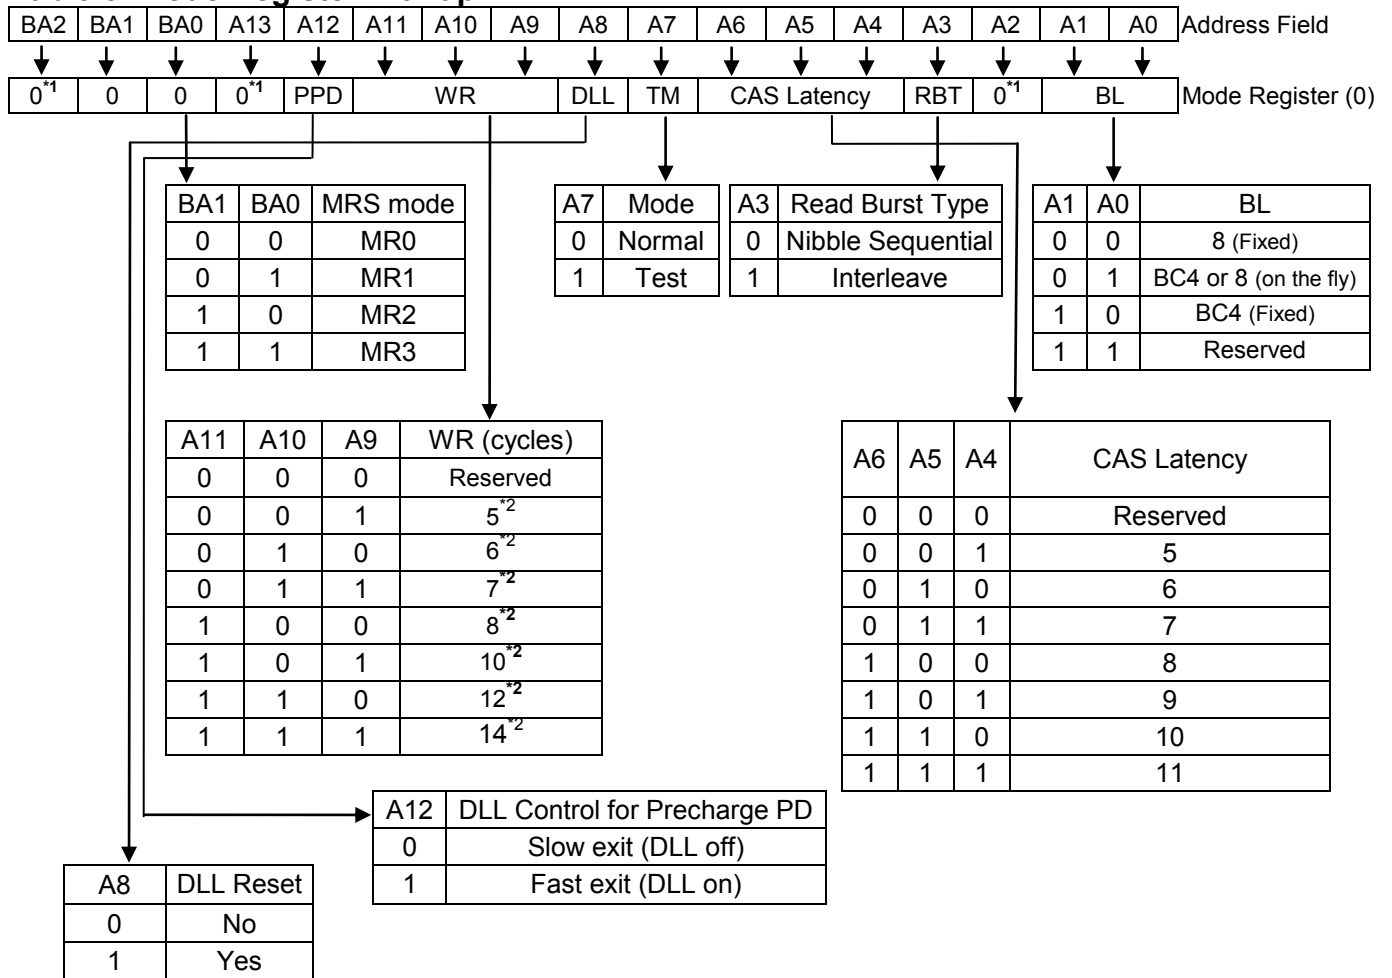 BA2 BA1 BA0 A13 A12 A11 A10 A9 A8 A7 A6 A5 A4 A3 A2 A1 A0 Address Field
0*1 0 0 0*1 PPD WR DLL TM CAS Latency RBT 0*1 BL Mode Register (0)
BA1 BA0 MRS mode
0 0 MR0
0 1 MR1
1 0 MR2
1 1 MR3
A7 Mode
0 Normal
1 Test
A3 Read Burst Type
0 Nibble Sequential
1 Interleave
A1 A0 BL
0 0 8 (Fixed)
0 1 BC4 or 8 (on the fly)
1 0 BC4 (Fixed)
1 1 Reserved
A11 A10 A9 WR (cycles)
0 0 0 Reserved
0 0 1 5*2
0 1 0 6*2
0 1 1 7*2
1 0 0 8*2
1 0 1 10*2
1 1 0 12*2
1 1 1 14*2
A6 A5 A4 CAS Latency
0 0 0 Reserved
0 0 1 5
0 1 0 6
0 1 1 7
1 0 0 8
1 0 1 9
1 1 0 10
1 1 1 11
A12 DLL Control for Precharge PD
0 Slow exit (DLL off)
1 Fast exit (DLL on)
A8 DLL Reset
0 No
1 Yes